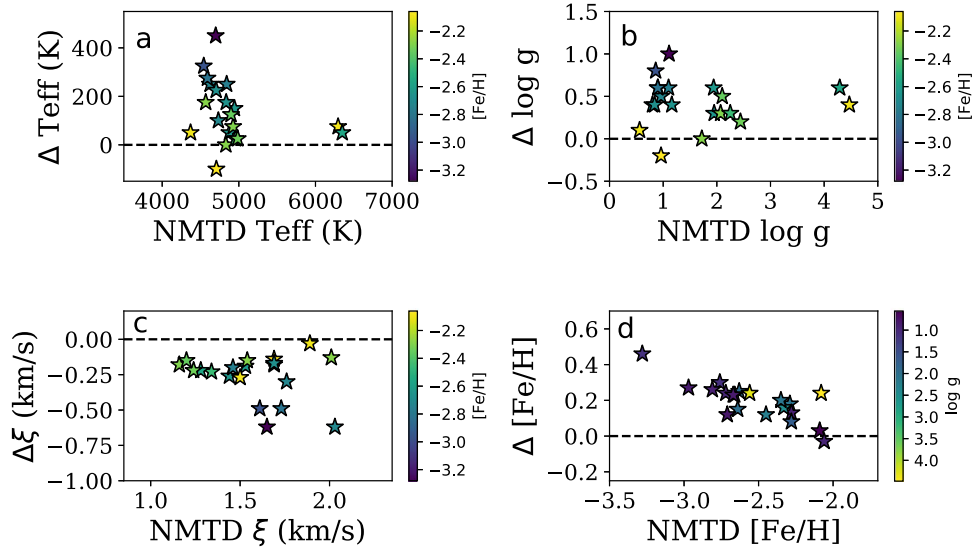 a
Δ Teff (K)
400
200
0
4000 5000 6000 7000
NMTD Teff (K)
−2.2
−2.4
−2.6
−2.8
−3.0
−3.2
[Fe/H]
b
Δ log g
1.5
1.0
0.5
0.0
−0.5
0 1 2 3 4 5
NMTD log g
−2.2
−2.4
−2.6
−2.8
−3.0
−3.2
[Fe/H]
c
Δξ (km/s)
0.00
−0.25
−0.50
−0.75
−1.00
1.0 1.5 2.0
NMTD ξ (km/s)
−2.2
−2.4
−2.6
−2.8
−3.0
−3.2
[Fe/H]
d
Δ [Fe/H]
0.6
0.4
0.2
0.0
−0.2
−3.5 −3.0 −2.5 −2.0
NMTD [Fe/H]
1.0
1.5
2.0
2.5
3.0
3.5
4.0
log g